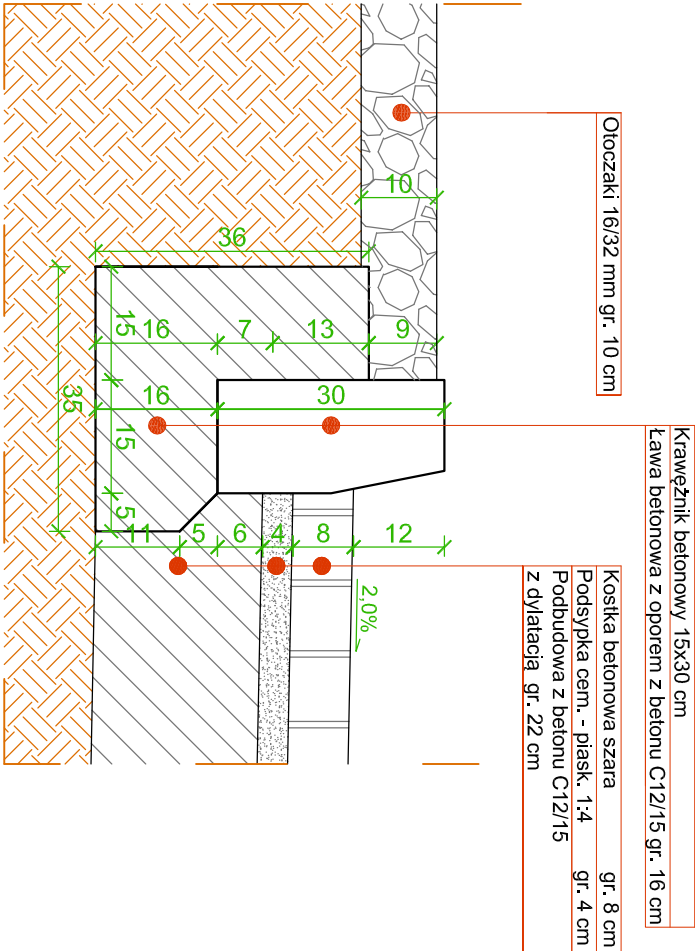 Otoczaki 16/32 mm gr. 10 cm
Krawężnik betonowy 15x30 cm
Ława betonowa z oporem z betonu C12/15 gr. 16 cm
Kostka betonowa szara gr. 8 cm
Podsypka cem. - piask. 1:4 gr. 4 cm
Podbudowa z betonu C12/15
z dylatacją gr. 22 cm
10
36
16 7 13 9
16 30
11 5 6 4 8 12
15
15
5
35
2,0%